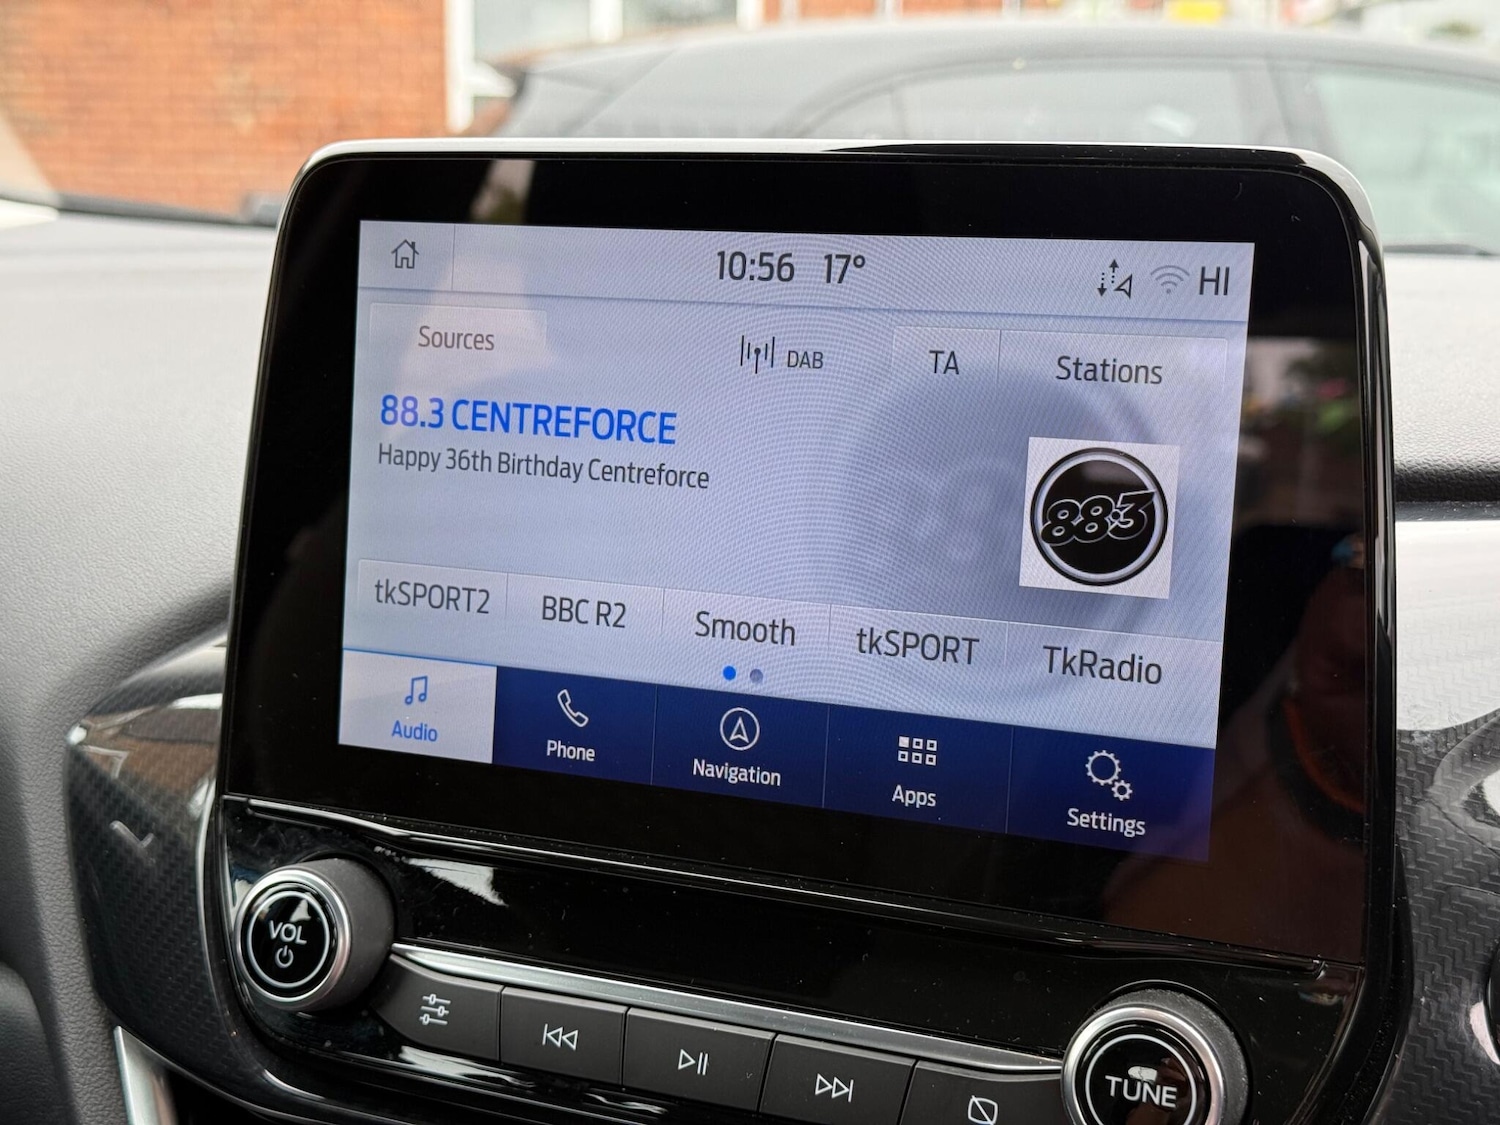 10:56 17° HI
Sources DAB TA Stations
88.3 CENTREFORCE
Happy 36th Birthday Centreforce
88.3
tkSPORT2 BBC R2 Smooth tkSPORT TkRadio
Audio Phone Navigation Apps Settings
VOL
TUNE